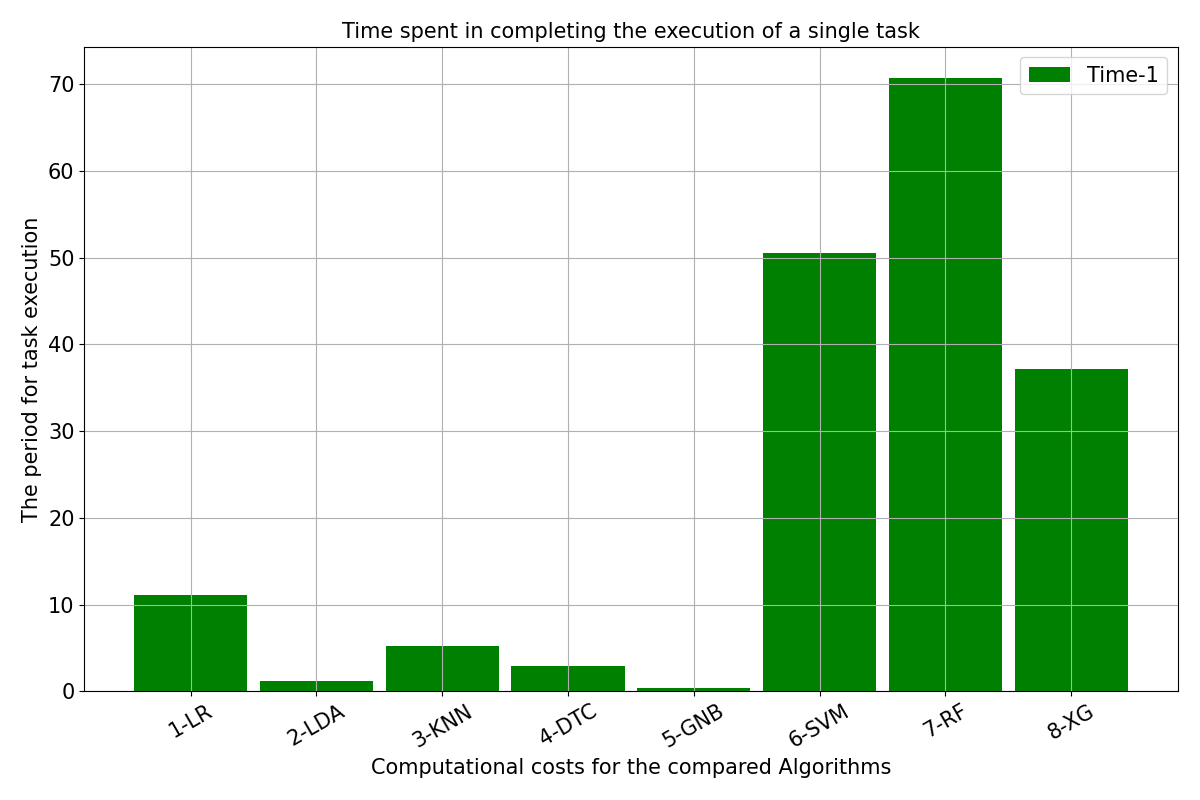 Time spent in completing the execution of a single task
Time-1
The period for task execution
70
60
50
40
30
20
10
0
1-LR
2-LDA
3-KNN
4-DTC
5-GNB
6-SVM
7-RF
8-XG
Computational costs for the compared Algorithms